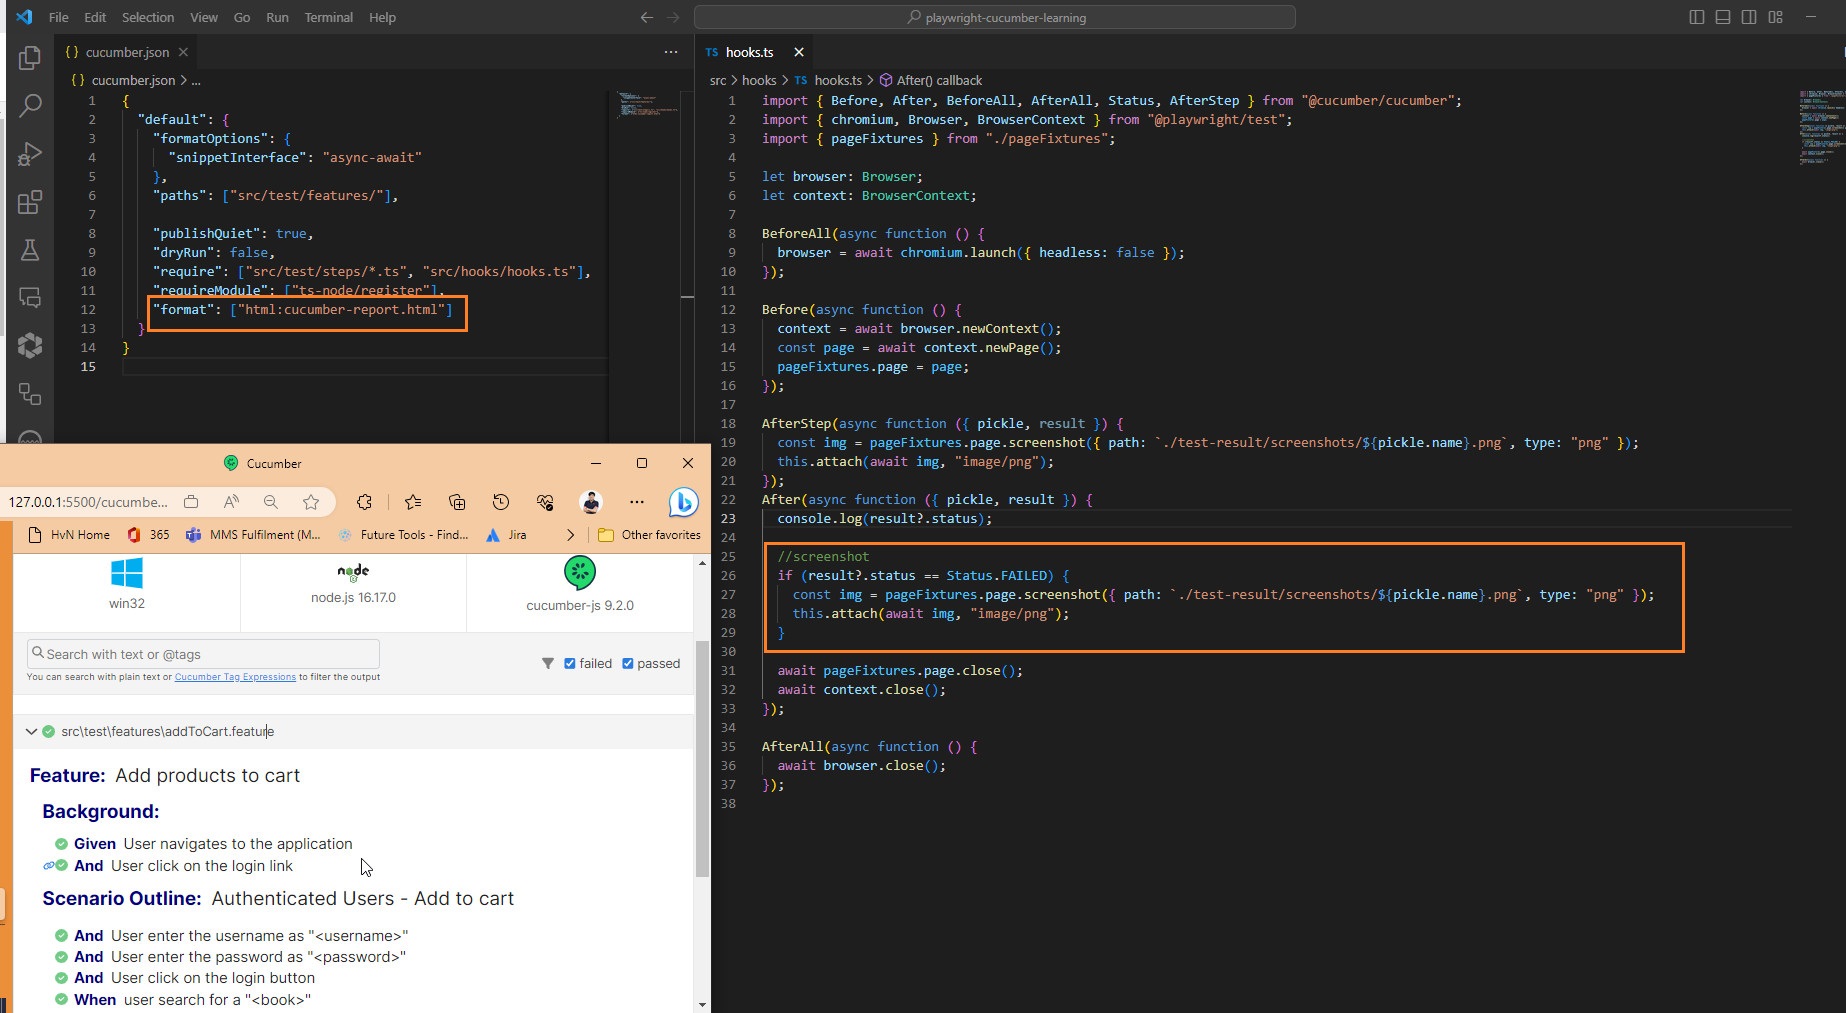 File Edit Selection View Go Run Terminal Help
playwright-cucumber-learning
{ } cucumber.json
{ } cucumber.json > ...
1 {
2 "default": {
3 "formatOptions": {
4 "snippetInterface": "async-await"
5 },
6 "paths": ["src/test/features/"],
7
8 "publishQuiet": true,
9 "dryRun": false,
10 "require": ["src/test/steps/*.ts", "src/hooks/hooks.ts"],
11 "requireModule": ["ts-node/register"],
12 "format": ["html:cucumber-report.html"]
13 }
14 }
15
TS hooks.ts
src > hooks > TS hooks.ts > After() callback
1 import { Before, After, BeforeAll, AfterAll, Status, AfterStep } from "@cucumber/cucumber";
2 import { chromium, Browser, BrowserContext } from "@playwright/test";
3 import { pageFixtures } from "./pageFixtures";
4
5 let browser: Browser;
6 let context: BrowserContext;
7
8 BeforeAll(async function () {
9 browser = await chromium.launch({ headless: false });
10 });
11
12 Before(async function () {
13 context = await browser.newContext();
14 const page = await context.newPage();
15 pageFixtures.page = page;
16 });
17
18 AfterStep(async function ({ pickle, result }) {
19 const img = pageFixtures.page.screenshot({ path: `./test-result/screenshots/${pickle.name}.png`, type: "png" });
20 this.attach(await img, "image/png");
21 });
22 After(async function ({ pickle, result }) {
23 console.log(result?.status);
24
25 //screenshot
26 if (result?.status == Status.FAILED) {
27 const img = pageFixtures.page.screenshot({ path: `./test-result/screenshots/${pickle.name}.png`, type: "png" });
28 this.attach(await img, "image/png");
29 }
30
31 await pageFixtures.page.close();
32 await context.close();
33 });
34
35 AfterAll(async function () {
36 await browser.close();
37 });
38
Cucumber
127.0.0.1:5500/cucumbe...
HvN Home 365 MMS Fulfilment (M... Future Tools - Find... Jira Other favorites
win32
node
node.js 16.17.0
cucumber-js 9.2.0
Search with text or @tags
failed passed
You can search with plain text or Cucumber Tag Expressions to filter the output
src\test\features\addToCart.feature
Feature: Add products to cart
Background:
Given User navigates to the application
And User click on the login link
Scenario Outline: Authenticated Users - Add to cart
And User enter the username as "<username>"
And User enter the password as "<password>"
And User click on the login button
When user search for a "<book>"